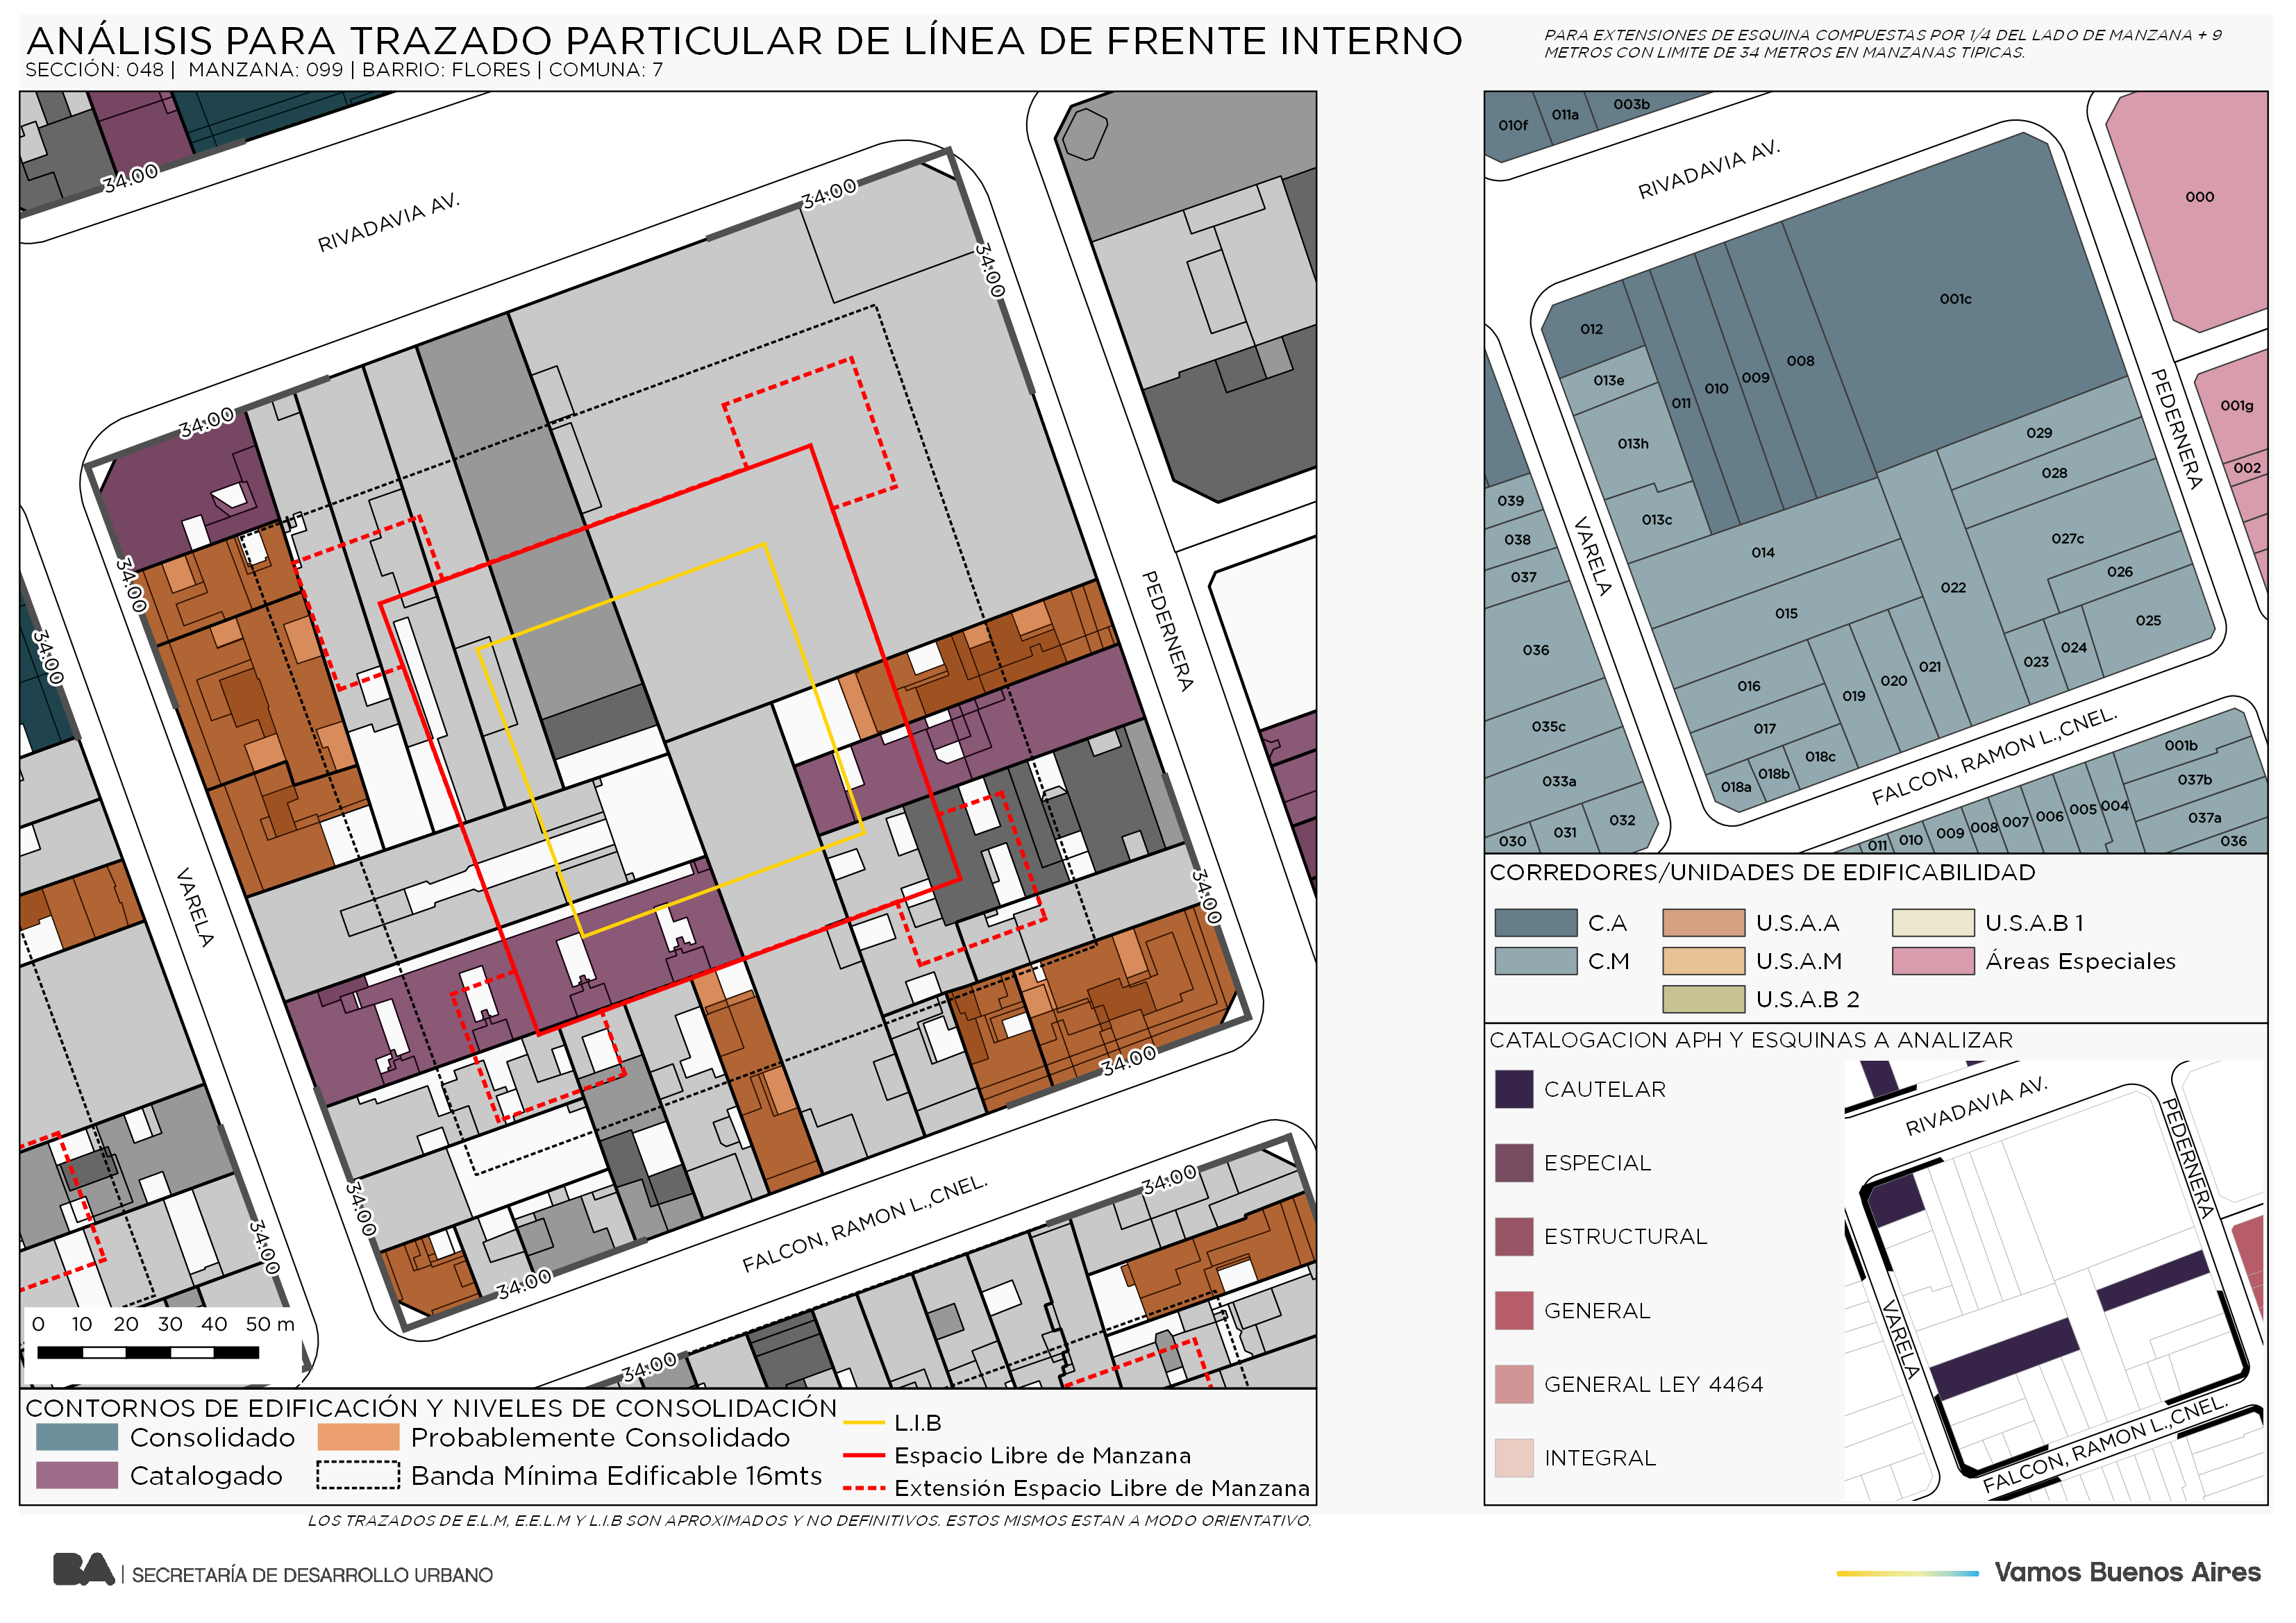 ANÁLISIS PARA TRAZADO PARTICULAR DE LÍNEA DE FRENTE INTERNO
SECCIÓN: 048 | MANZANA: 099 | BARRIO: FLORES | COMUNA: 7
PARA EXTENSIONES DE ESQUINA COMPUESTAS POR 1/4 DEL LADO DE MANZANA + 9
METROS CON LIMITE DE 34 METROS EN MANZANAS TIPICAS.
34.00
RIVADAVIA AV.
34.00
34.00
34.00
34.00
34.00
PEDERNERA
VARELA
34.00
34.00
34.00
34.00
34.00
FALCON, RAMON L.,CNEL.
34.00
34.00
0 10 20 30 40 50 m
CONTORNOS DE EDIFICACIÓN Y NIVELES DE CONSOLIDACIÓN
Consolidado
Probablemente Consolidado
Catalogado
Banda Mínima Edificable 16mts
L.I.B
Espacio Libre de Manzana
Extensión Espacio Libre de Manzana
LOS TRAZADOS DE E.L.M, E.E.L.M Y L.I.B SON APROXIMADOS Y NO DEFINITIVOS. ESTOS MISMOS ESTAN A MODO ORIENTATIVO.
010f
011a
003b
RIVADAVIA AV.
000
001c
012
013e
013h
013c
011
010
009
008
PEDERNERA
001g
002
029
028
027c
026
025
024
023
022
021
020
019
014
015
016
017
018a
018b
018c
VARELA
039
038
037
036
035c
033a
032
031
030
FALCON, RAMON L.,CNEL.
011
010
009
008
007
006
005
004
001b
037b
037a
036
CORREDORES/UNIDADES DE EDIFICABILIDAD
C.A
U.S.A.A
U.S.A.B 1
C.M
U.S.A.M
Áreas Especiales
U.S.A.B 2
CATALOGACION APH Y ESQUINAS A ANALIZAR
CAUTELAR
ESPECIAL
ESTRUCTURAL
GENERAL
GENERAL LEY 4464
INTEGRAL
RIVADAVIA AV.
PEDERNERA
VARELA
FALCON, RAMON L.,CNEL.
BA | SECRETARÍA DE DESARROLLO URBANO
Vamos Buenos Aires